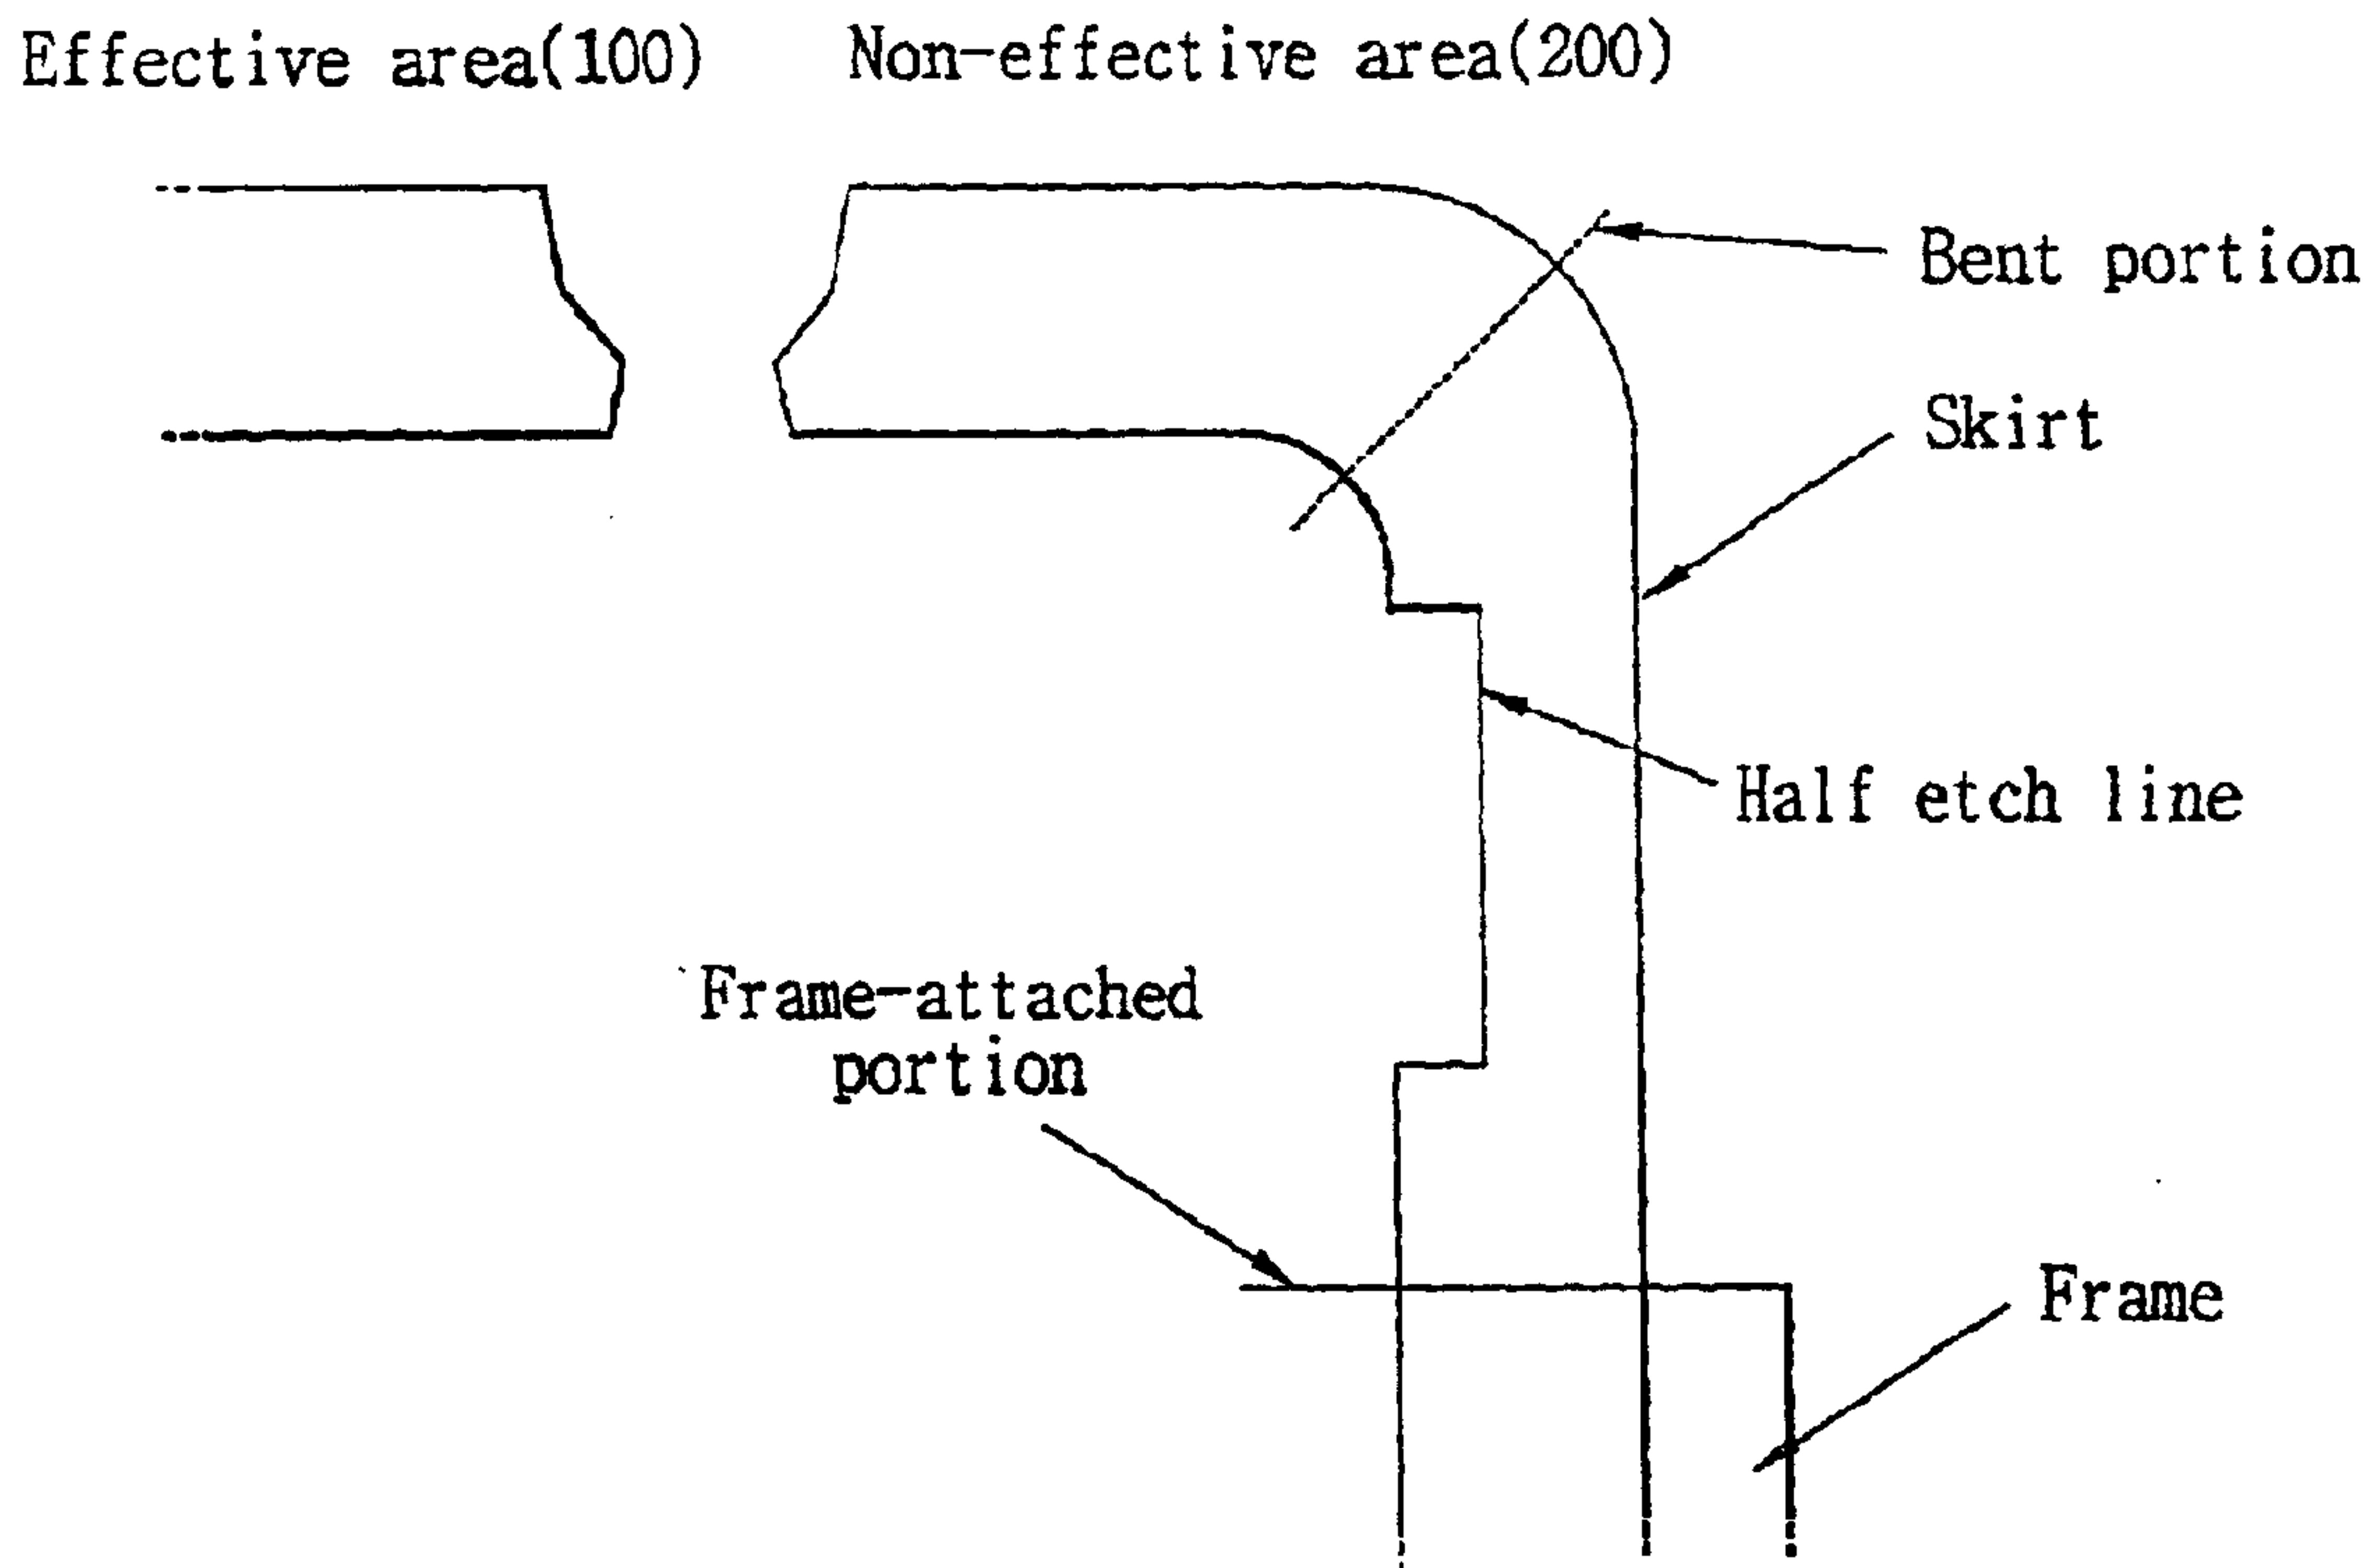 Effective area(100)
Non-effective area(200)
Bent portion
Skirt
Half etch line
Frame-attached
portion
Frame